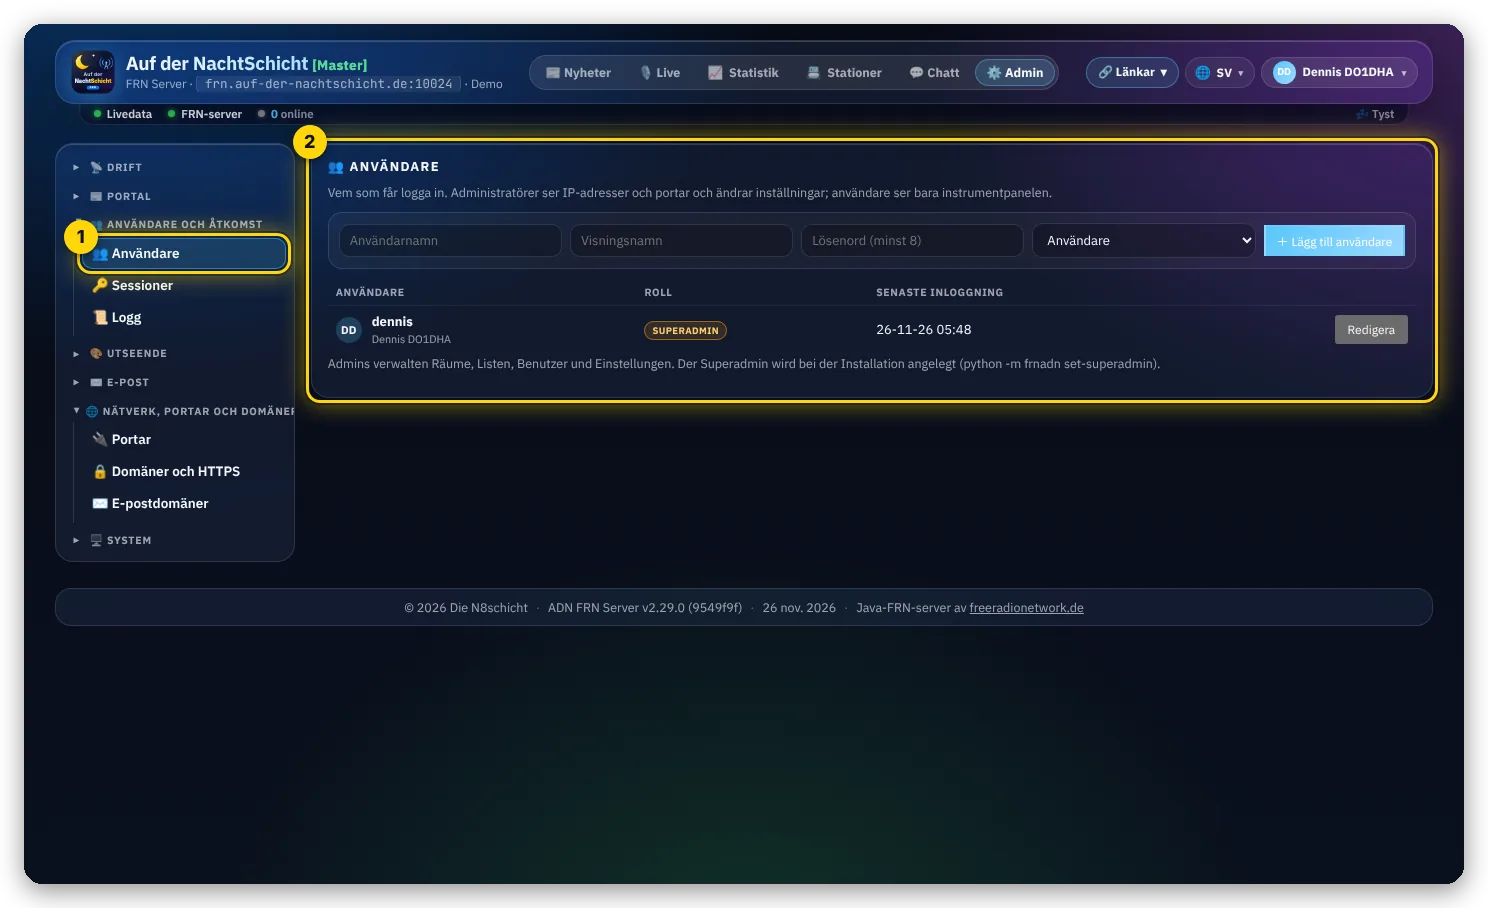 Auf der NachtSchicht [Master]
FRN Server · frn.auf-der-nachtschicht.de:10024 · Demo
Auf der
NachtSchicht
Nyheter
Live
Statistik
Stationer
Chatt
Admin
Länkar ▾
SV ▾
DD Dennis DO1DHA ▾
Livedata
FRN-server
0 online
Tyst
1
2
DRIFT
PORTAL
ANVÄNDARE OCH ÅTKOMST
Användare
Sessioner
Logg
UTSEENDE
E-POST
NÄTVERK, PORTAR OCH DOMÄNER
Portar
Domäner och HTTPS
E-postdomäner
SYSTEM
ANVÄNDARE
Vem som får logga in. Administratörer ser IP-adresser och portar och ändrar inställningar; användare ser bara instrumentpanelen.
Användarnamn
Visningsnamn
Lösenord (minst 8)
Användare
+ Lägg till användare
ANVÄNDARE ROLL SENASTE INLOGGNING
DD dennis
Dennis DO1DHA
SUPERADMIN
26-11-26 05:48
Redigera
Admins verwalten Räume, Listen, Benutzer und Einstellungen. Der Superadmin wird bei der Installation angelegt (python -m frnadn set-superadmin).
© 2026 Die N8schicht · ADN FRN Server v2.29.0 (9549f9f) · 26 nov. 2026 · Java-FRN-server av freeradionetwork.de